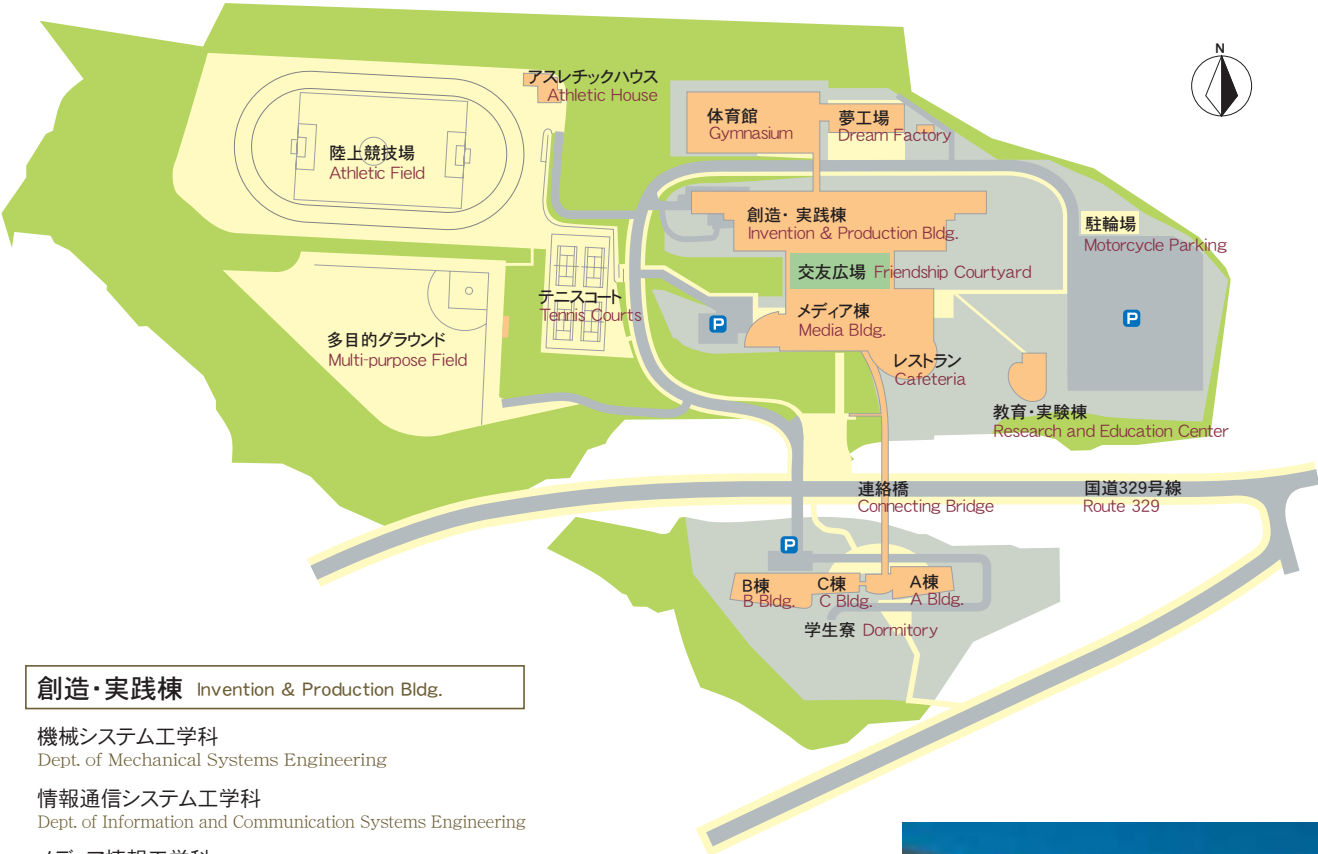 N
アスレチックハウス
Athletic House
体育館
Gymnasium
夢工場
Dream Factory
陸上競技場
Athletic Field
創造・実践棟
Invention & Production Bldg.
駐輪場
Motorcycle Parking
交友広場 Friendship Courtyard
テニスコート
Tennis Courts
メディア棟
Media Bldg.
P
P
多目的グラウンド
Multi-purpose Field
レストラン
Cafeteria
教育・実験棟
Research and Education Center
連絡橋
Connecting Bridge
国道329号線
Route 329
P
B棟
B Bldg.
C棟
C Bldg.
A棟
A Bldg.
学生寮 Dormitory
創造・実践棟 Invention & Production Bldg.
機械システム工学科
Dept. of Mechanical Systems Engineering
情報通信システム工学科
Dept. of Information and Communication Systems Engineering